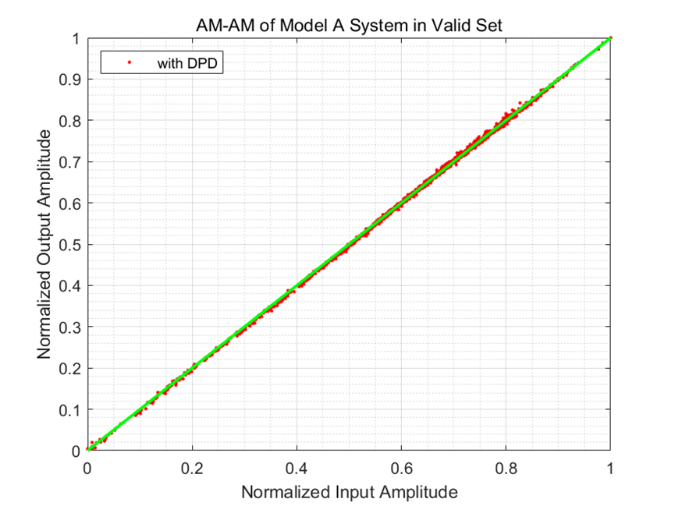 AM-AM of Model A System in Valid Set
with DPD
Normalized Output Amplitude
1
0.9
0.8
0.7
0.6
0.5
0.4
0.3
0.2
0.1
0
0 0.2 0.4 0.6 0.8 1
Normalized Input Amplitude